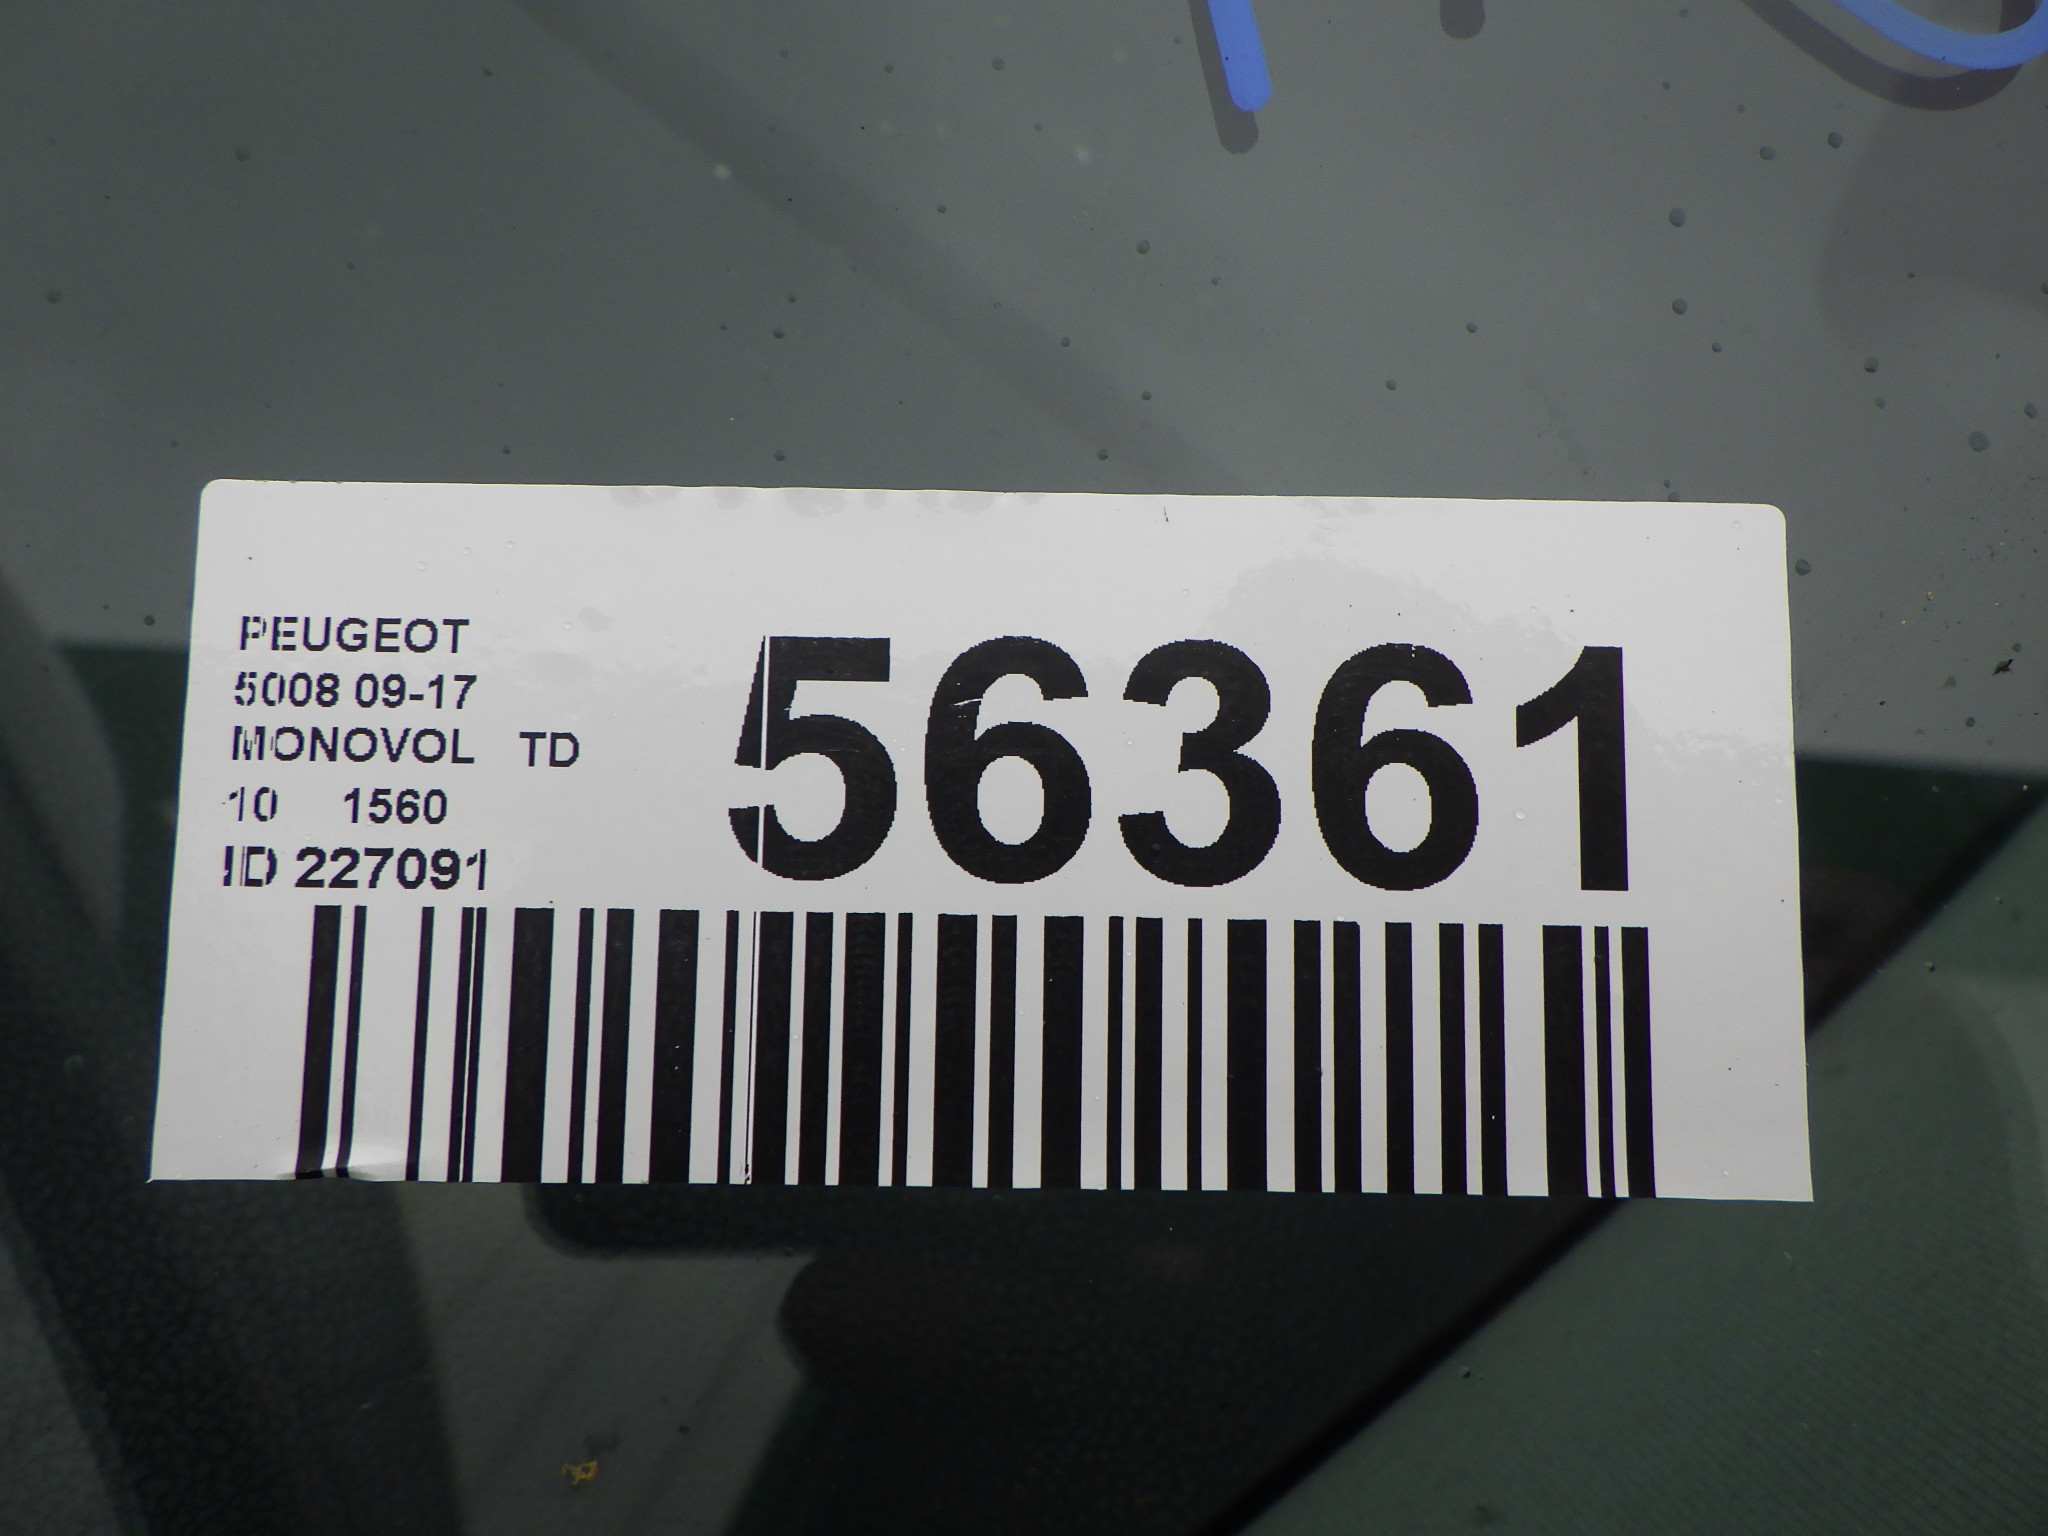 PEUGEOT
5008 09-17
MONOVOL TD
10 1560
ID 227091
56361